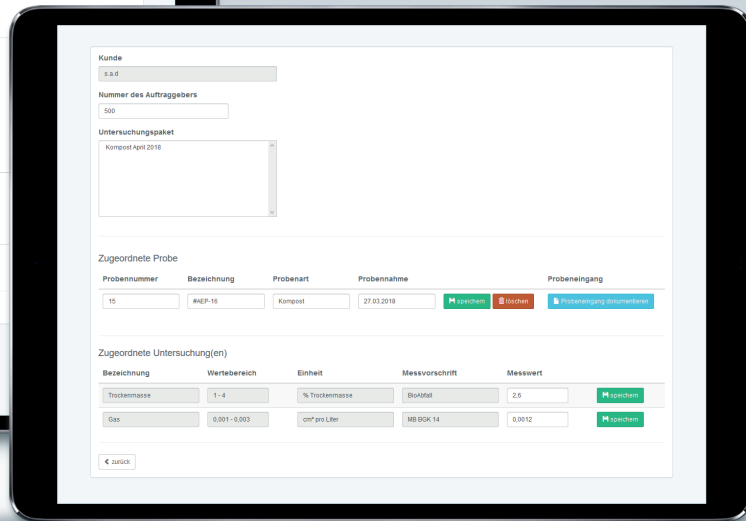 Kunde
s.a.d
Nummer des Auftraggebers
500
Untersuchungspaket
Kompost April 2018
Zugeordnete Probe
Probennummer Bezeichnung Probenart Probennahme Probeneingang
15 #AEP-16 Kompost 27.03.2018 speichern löschen Probeneingang dokumentieren
Zugeordnete Untersuchung(en)
Bezeichnung Wertebereich Einheit Messvorschrift Messwert
Trockenmasse 1 - 4 % Trockenmasse BioAbfall 2,6 speichern
Gas 0,001 - 0,003 pro Liter MB BGK 14 0,0012 speichern
zurück